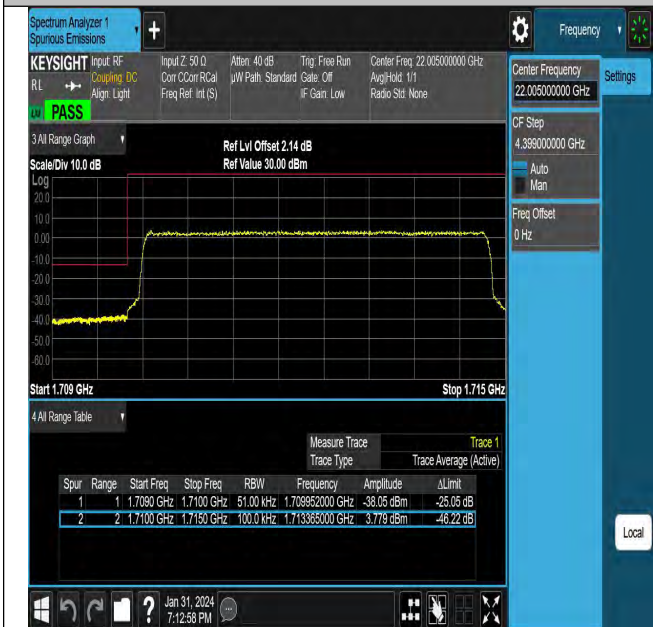 Spectrum Analyzer 1
Spurious Emissions
+
Frequency
KEYSIGHT Input: RF Input Z: 50 Ω Atten: 40 dB Trig: Free Run Center Freq: 22.005000000 GHz
RL Coupling: DC Corr CCorr RCal µW Path: Standard Gate: Off Avg|Hold: 1/1
Align: Light Freq Ref: Int (S) IF Gain: Low Radio Std: None
LW PASS
Center Frequency
22.005000000 GHz
Settings
CF Step
4.399000000 GHz
Auto
Man
Freq Offset
0 Hz
3 All Range Graph
Ref Lvl Offset 2.14 dB
Scale/Div 10.0 dB Ref Value 30.00 dBm
Log
20.0
10.0
0.00
-10.0
-20.0
-30.0
-40.0
-50.0
-60.0
Start 1.709 GHz Stop 1.715 GHz
4 All Range Table
Measure Trace Trace 1
Trace Type Trace Average (Active)
Spur Range Start Freq Stop Freq RBW Frequency Amplitude ΔLimit
1 1 1.7090 GHz 1.7100 GHz 51.00 kHz 1.709952000 GHz -38.05 dBm -25.05 dB
2 2 1.7100 GHz 1.7150 GHz 100.0 kHz 1.713365000 GHz 3.779 dBm -46.22 dB
Local
? Jan 31, 2024
7:12:58 PM